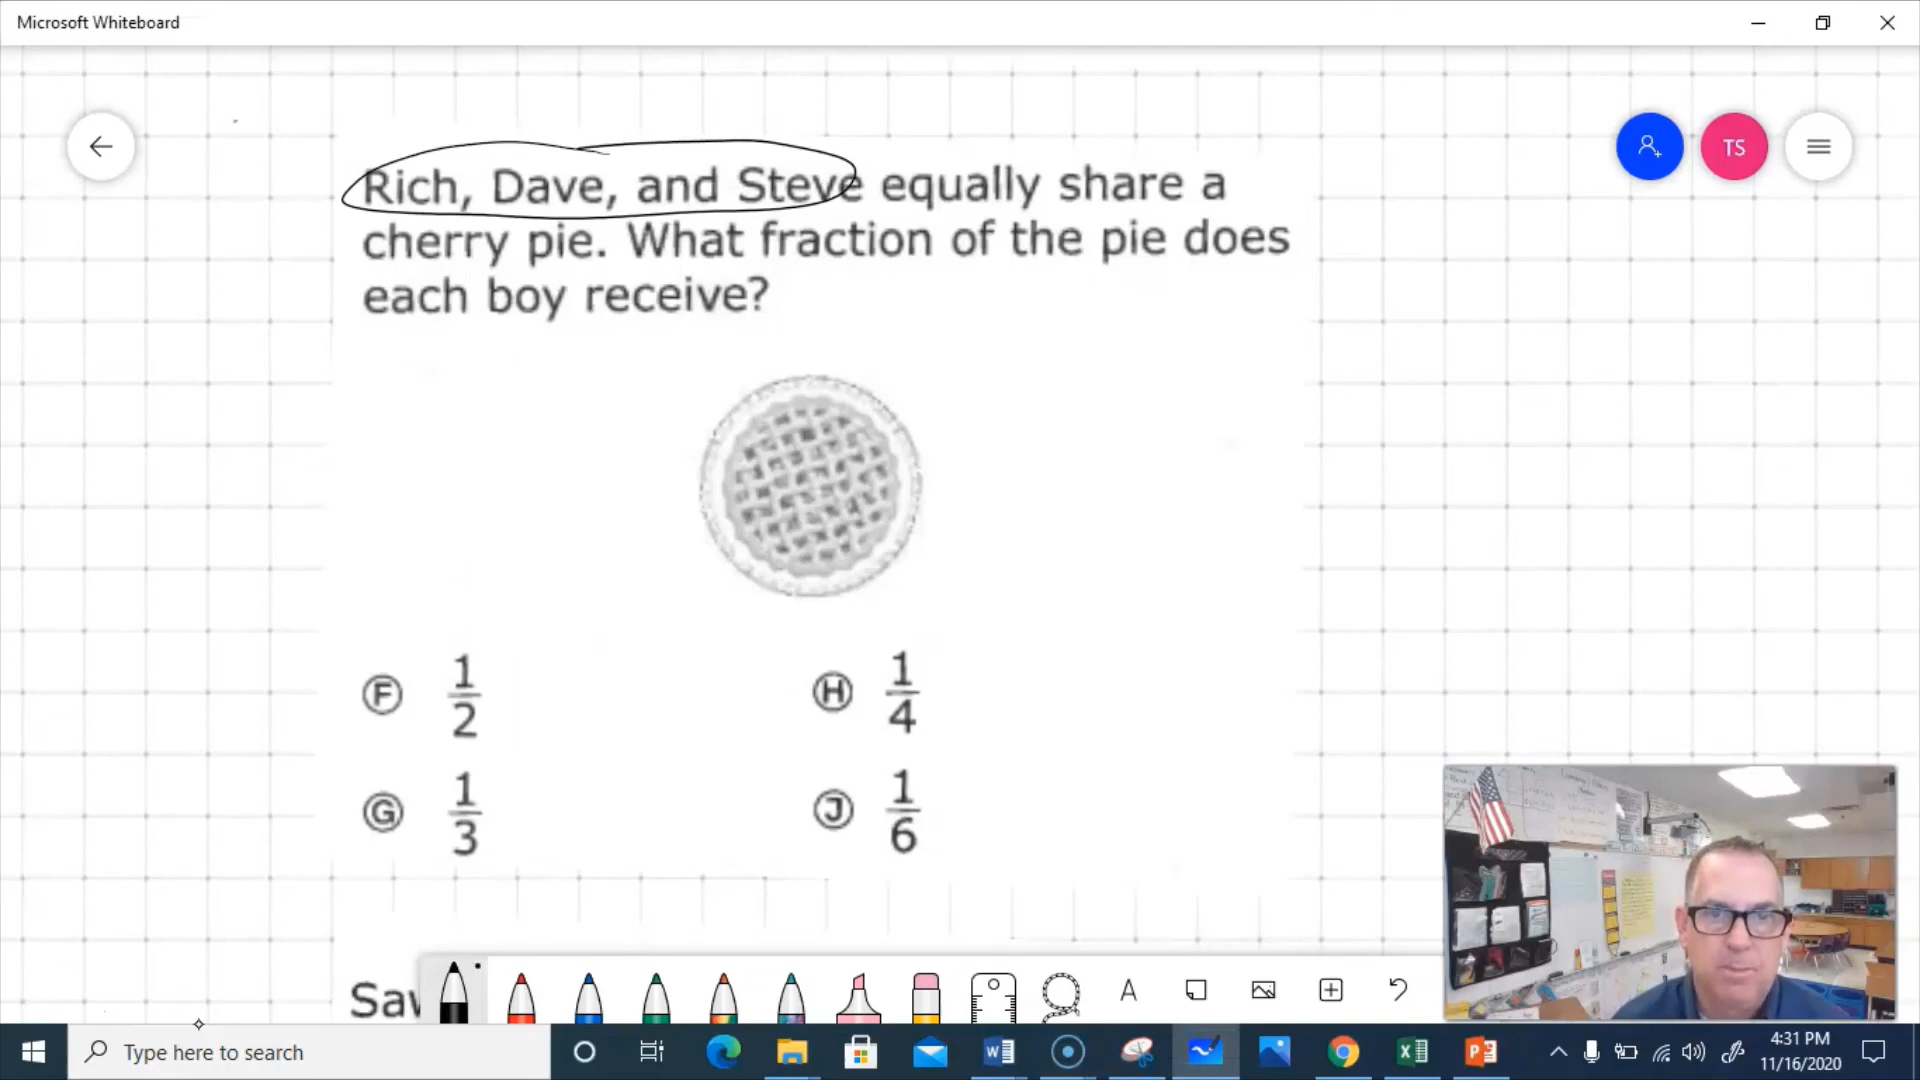 Microsoft Whiteboard
TS
Rich, Dave, and Steve equally share a
cherry pie. What fraction of the pie does
each boy receive?
F 1/2
H 1/4
G 1/3
J 1/6
A
Type here to search
4:31 PM
11/16/2020